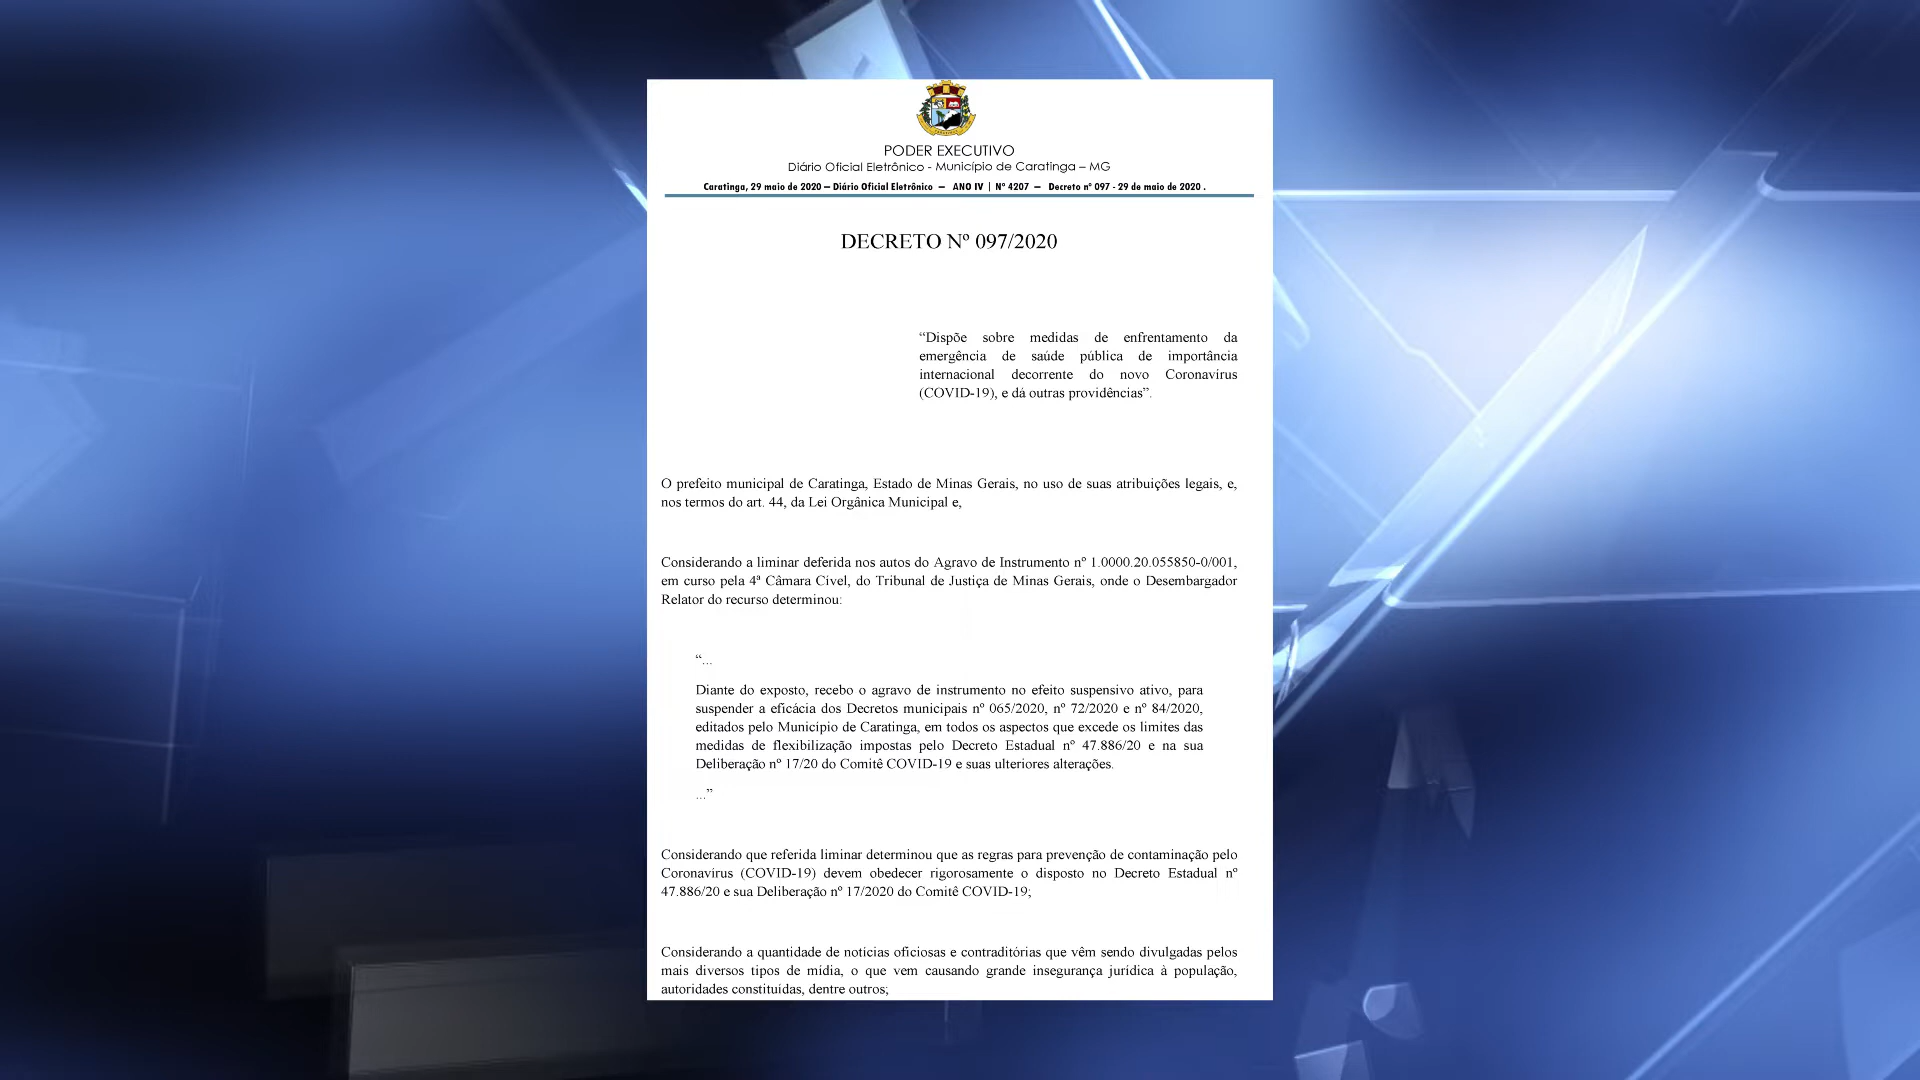 PODER EXECUTIVO
Diário Oficial Eletrônico - Município de Caratinga – MG
Caratinga, 29 maio de 2020 – Diário Oficial Eletrônico – ANO IV | Nº 4207 – Decreto nº 097 - 29 de maio de 2020 .
DECRETO Nº 097/2020
“Dispõe sobre medidas de enfrentamento da
emergência de saúde pública de importância
internacional decorrente do novo Coronavírus
(COVID-19), e dá outras providências”.
O prefeito municipal de Caratinga, Estado de Minas Gerais, no uso de suas atribuições legais, e,
nos termos do art. 44, da Lei Orgânica Municipal e,
Considerando a liminar deferida nos autos do Agravo de Instrumento nº 1.0000.20.055850-0/001,
em curso pela 4ª Câmara Cível, do Tribunal de Justiça de Minas Gerais, onde o Desembargador
Relator do recurso determinou:
“...
Diante do exposto, recebo o agravo de instrumento no efeito suspensivo ativo, para
suspender a eficácia dos Decretos municipais nº 065/2020, nº 72/2020 e nº 84/2020,
editados pelo Município de Caratinga, em todos os aspectos que excede os limites das
medidas de flexibilização impostas pelo Decreto Estadual nº 47.886/20 e na sua
Deliberação nº 17/20 do Comitê COVID-19 e suas ulteriores alterações.
...”
Considerando que referida liminar determinou que as regras para prevenção de contaminação pelo
Coronavírus (COVID-19) devem obedecer rigorosamente o disposto no Decreto Estadual nº
47.886/20 e sua Deliberação nº 17/2020 do Comitê COVID-19;
Considerando a quantidade de notícias oficiosas e contraditórias que vêm sendo divulgadas pelos
mais diversos tipos de mídia, o que vem causando grande insegurança jurídica à população,
autoridades constituídas, dentre outros;